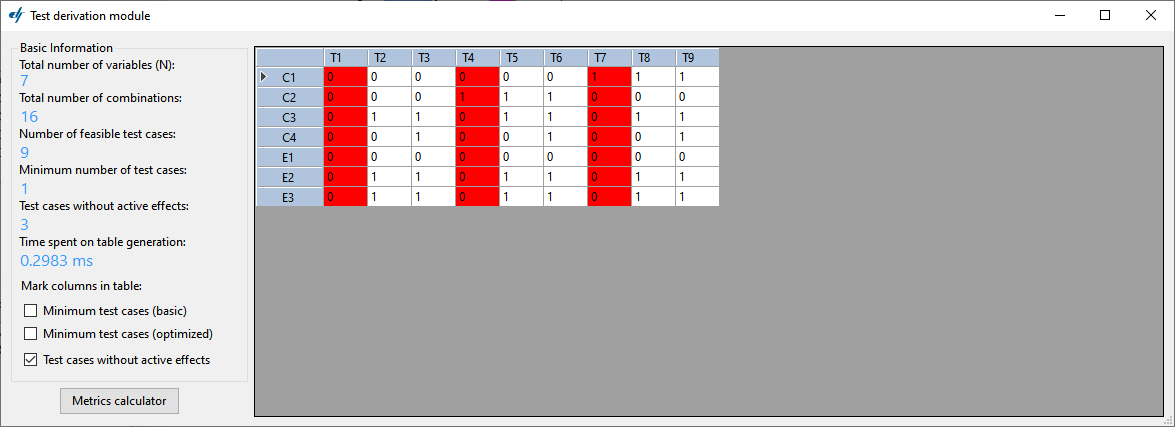 Test derivation module
Basic Information
Total number of variables (N):
7
Total number of combinations:
16
Number of feasible test cases:
9
Minimum number of test cases:
1
Test cases without active effects:
3
Time spent on table generation:
0.2983 ms
Mark columns in table:
Minimum test cases (basic)
Minimum test cases (optimized)
Test cases without active effects
Metrics calculator
T1 T2 T3 T4 T5 T6 T7 T8 T9
C1 0 0 0 0 0 0 1 1 1
C2 0 0 0 1 1 1 0 0 0
C3 0 1 1 0 1 1 0 1 1
C4 0 0 1 0 0 1 0 0 1
E1 0 0 0 0 0 0 0 0 0
E2 0 1 1 0 1 1 0 1 1
E3 0 1 1 0 1 1 0 1 1